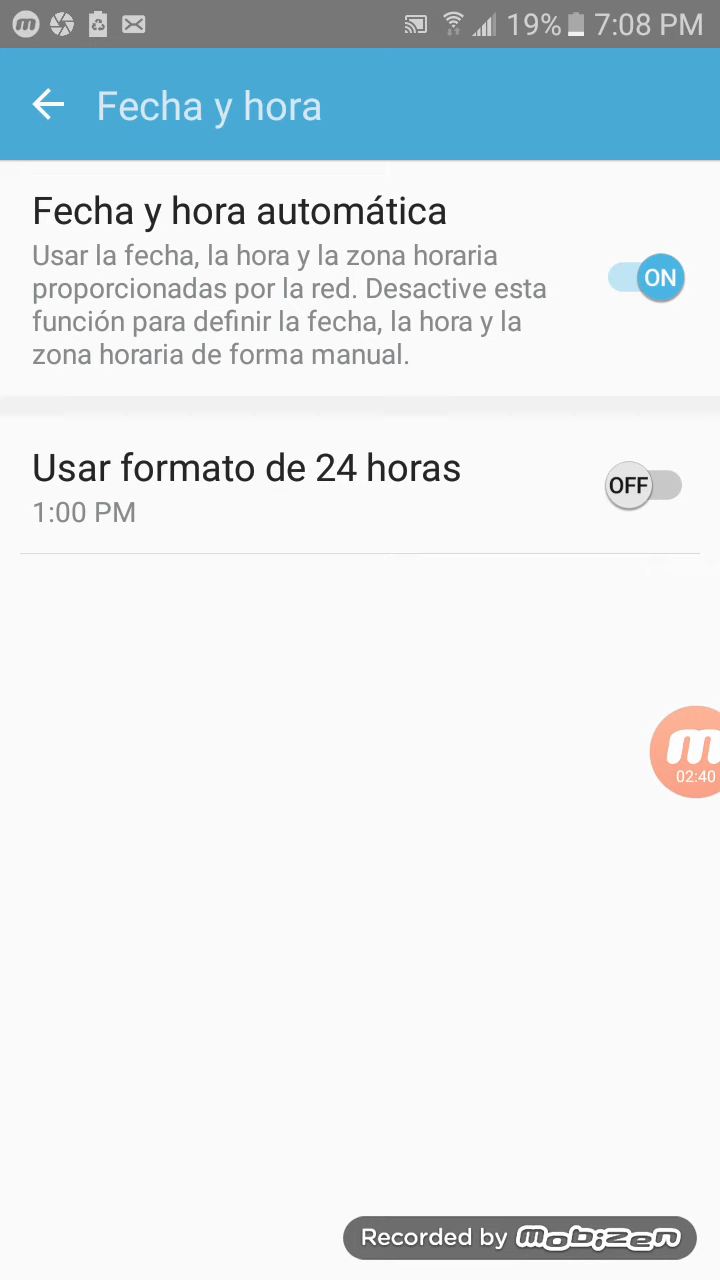 m 19% 7:08 PM
Fecha y hora
Fecha y hora automática
Usar la fecha, la hora y la zona horaria
proporcionadas por la red. Desactive esta
función para definir la fecha, la hora y la
zona horaria de forma manual.
ON
Usar formato de 24 horas
OFF
1:00 PM
m
02:40
Recorded by mobizen